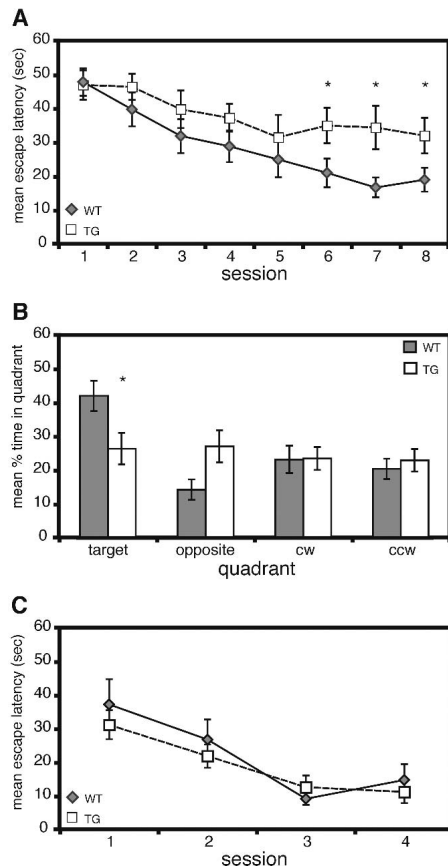 A
mean escape latency (sec)
60
50
40
30
20
10
0
* * *
WT
TG
1 2 3 4 5 6 7 8
session
B
mean % time in quadrant
60
50
40
30
20
10
0
WT
TG
*
target opposite cw ccw
quadrant
C
mean escape latency (sec)
60
50
40
30
20
10
0
WT
TG
1 2 3 4
session